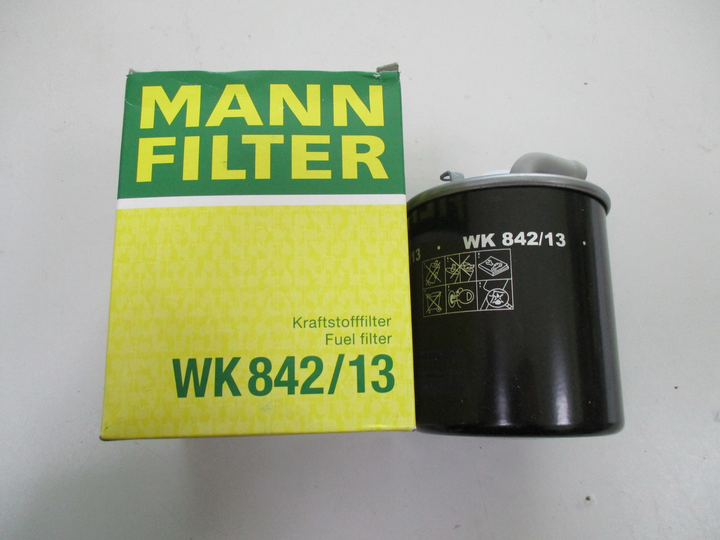 MANN
FILTER
Kraftstofffilter
Fuel filter
WK 842/13
13 · WK 842/13